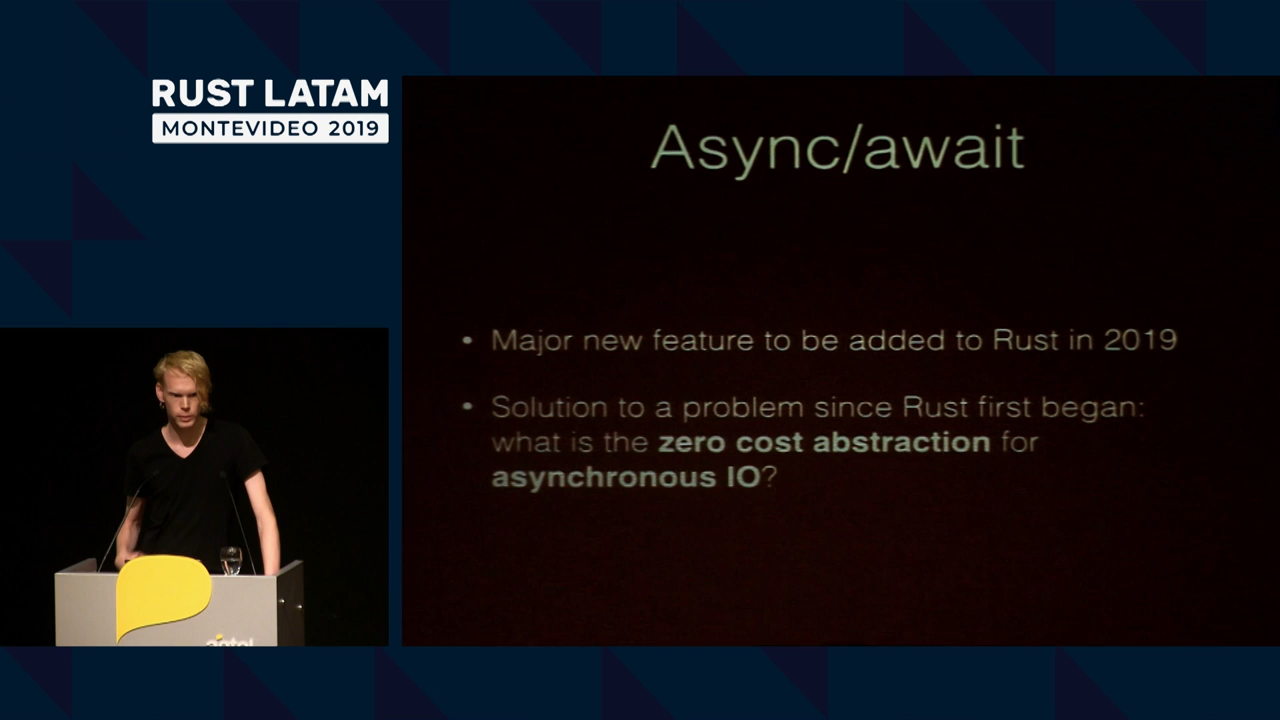 RUST LATAM
MONTEVIDEO 2019
Async/await
• Major new feature to be added to Rust in 2019
• Solution to a problem since Rust first began:
what is the zero cost abstraction for
asynchronous IO?